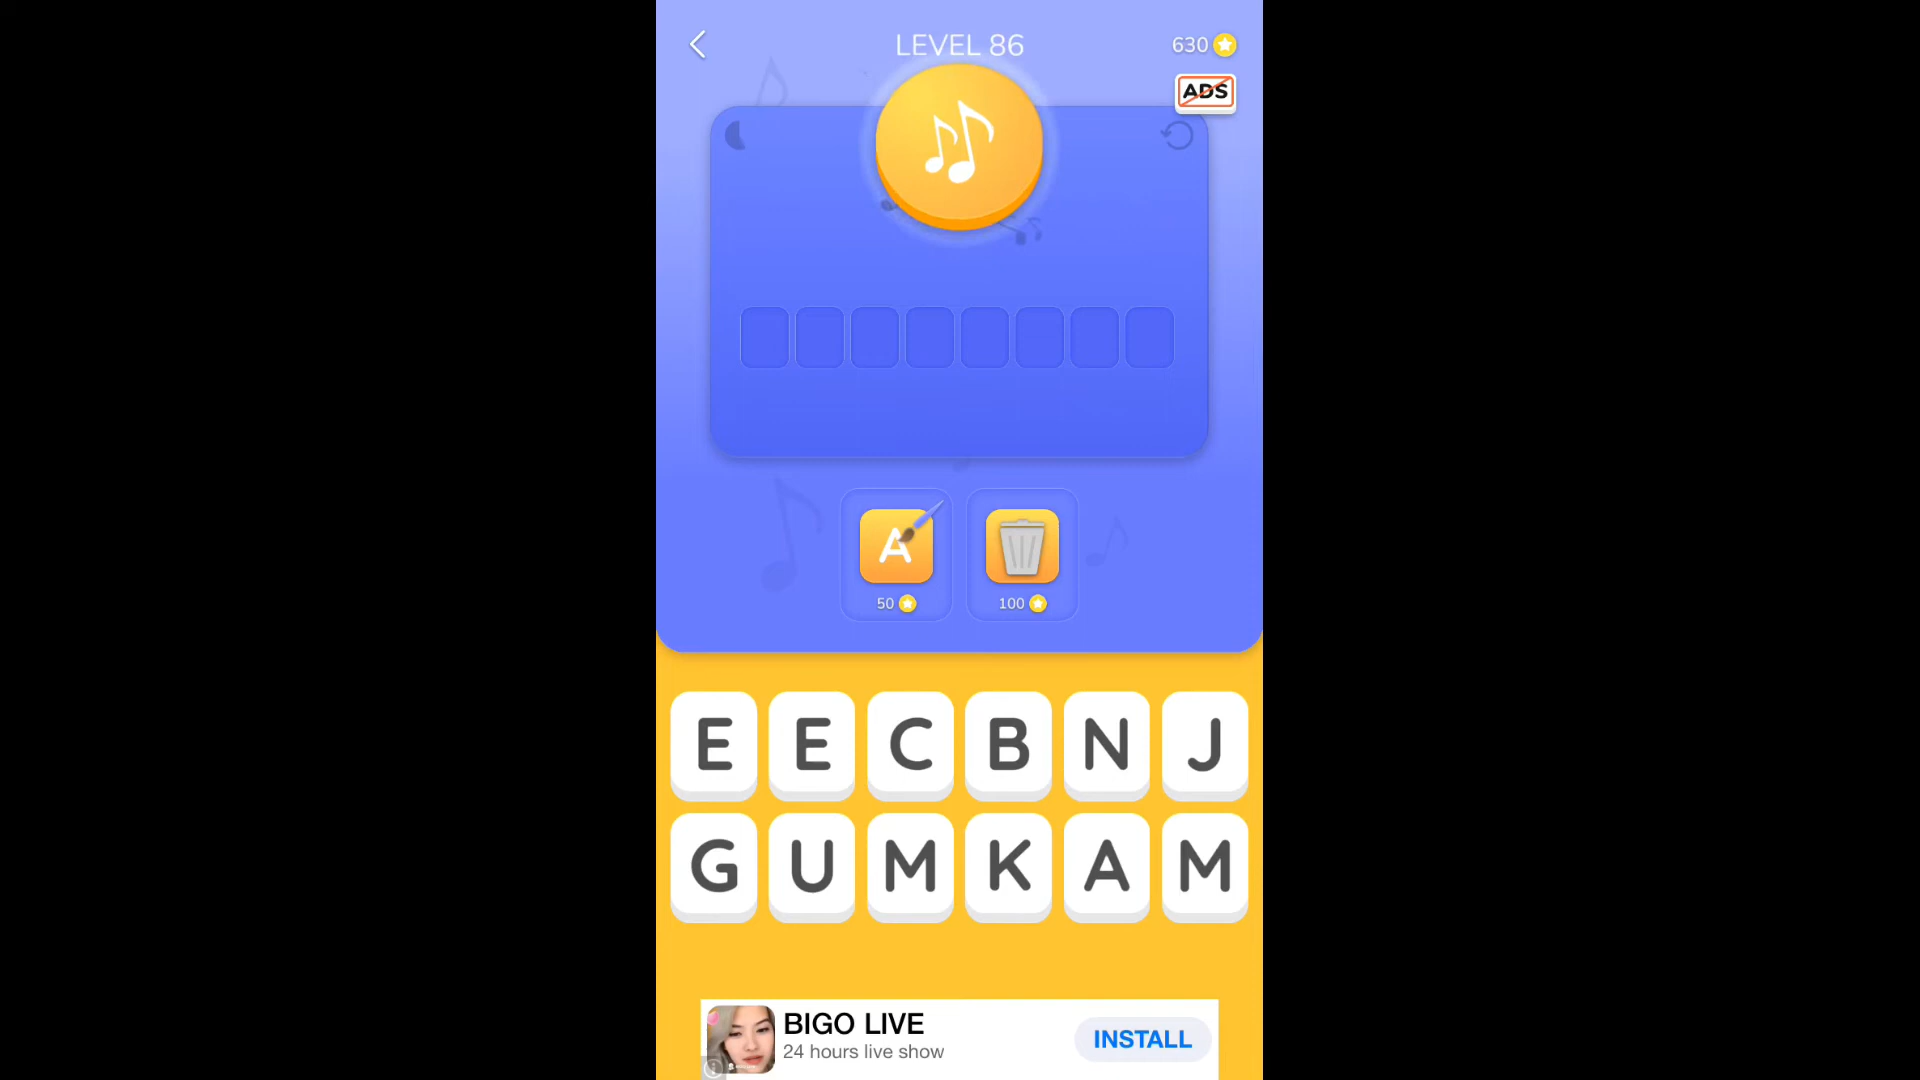 LEVEL 86
630
ADS
A
50
100
E E C B N J
G U M K A M
BIGO LIVE
24 hours live show
INSTALL